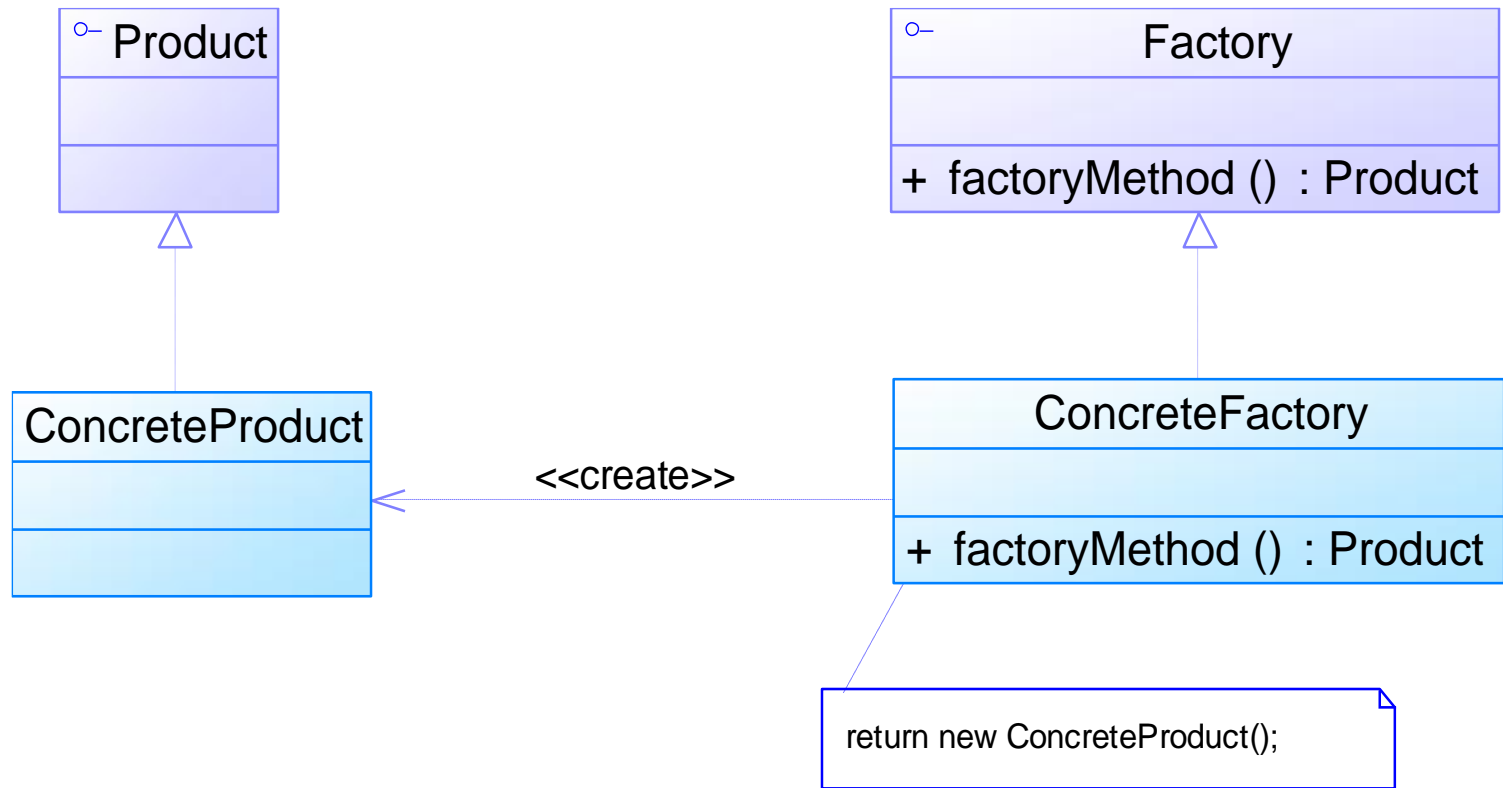 Product
Factory
+ factoryMethod () : Product
ConcreteProduct
ConcreteFactory
<<create>>
+ factoryMethod () : Product
return new ConcreteProduct();